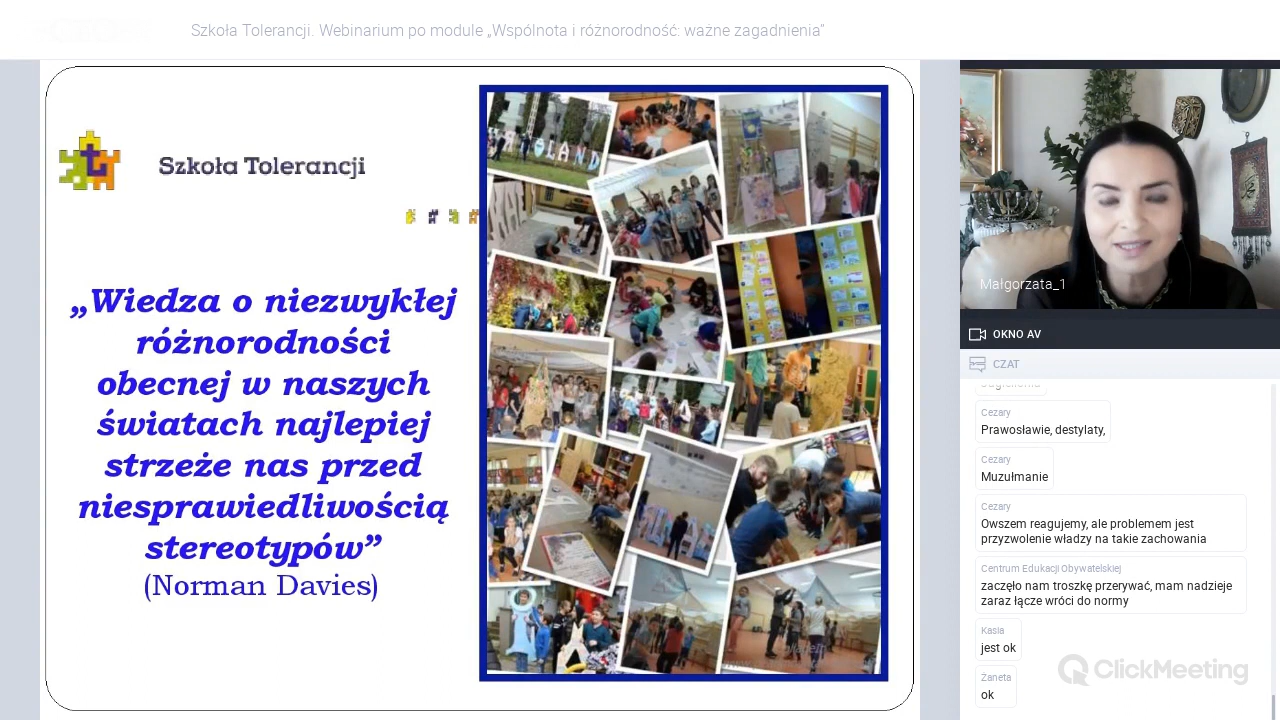 Szkoła Tolerancji. Webinarium po module „Wspólnota i różnorodność: ważne zagadnienia”
Szkoła Tolerancji
„Wiedza o niezwykłej
różnorodności
obecnej w naszych
światach najlepiej
strzeże nas przed
niesprawiedliwością
stereotypów”
(Norman Davies)
Malgorzata_1
OKNO AV
CZAT
Cezary
Prawosławie, destylaty,
Cezary
Muzułmanie
Cezary
Owszem reagujemy, ale problemem jest
przyzwolenie władzy na takie zachowania
Centrum Edukacji Obywatelskiej
zaczęło nam troszkę przerywać, mam nadzieje
zaraz łącze wróci do normy
Kasia
jest ok
Żaneta
ok
ClickMeeting